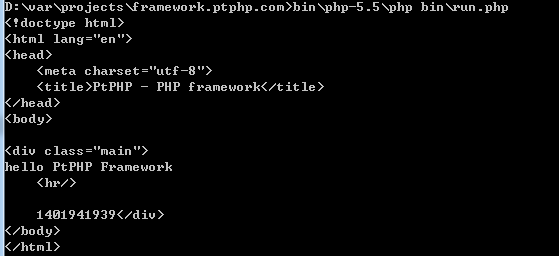 D:\var\projects\framework.ptphp.com>bin\php-5.5\php bin\run.php
<!doctype html>
<html lang="en">
<head>
    <meta charset="utf-8">
    <title>PtPHP - PHP framework</title>
</head>
<body>

<div class="main">
hello PtPHP Framework
    <hr/>

    1401941939</div>
</body>
</html>